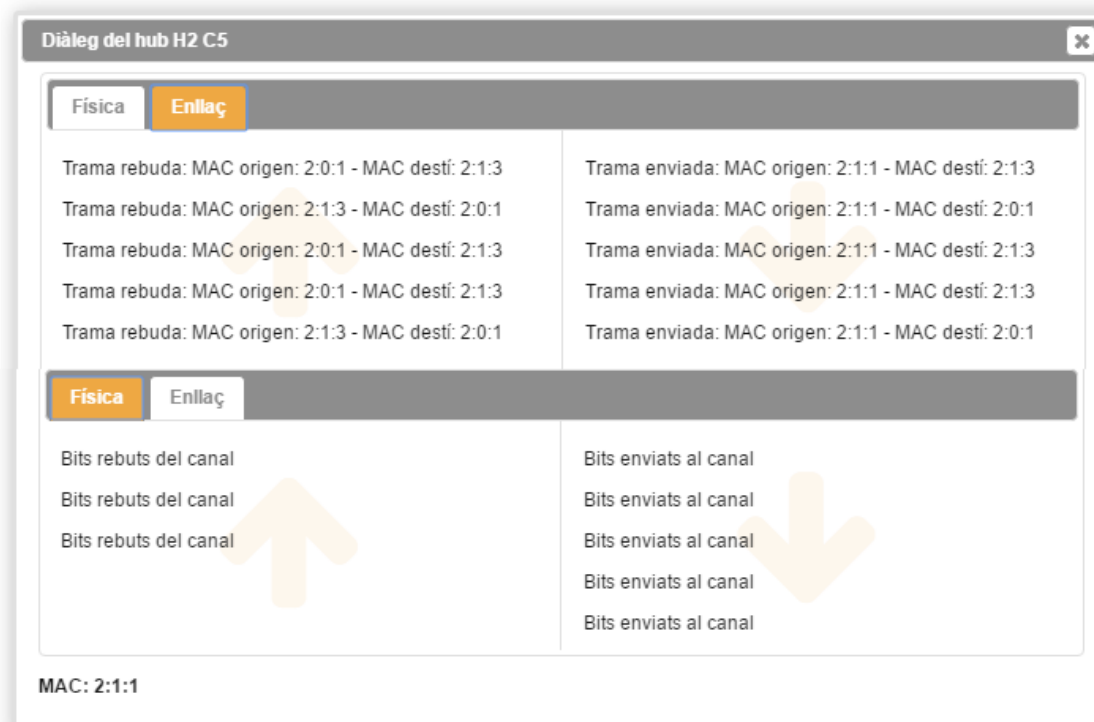 Diàleg del hub H2 C5
Física Enllaç
Trama rebuda: MAC origen: 2:0:1 - MAC destí: 2:1:3
Trama rebuda: MAC origen: 2:1:3 - MAC destí: 2:0:1
Trama rebuda: MAC origen: 2:0:1 - MAC destí: 2:1:3
Trama rebuda: MAC origen: 2:0:1 - MAC destí: 2:1:3
Trama rebuda: MAC origen: 2:1:3 - MAC destí: 2:0:1
Trama enviada: MAC origen: 2:1:1 - MAC destí: 2:1:3
Trama enviada: MAC origen: 2:1:1 - MAC destí: 2:0:1
Trama enviada: MAC origen: 2:1:1 - MAC destí: 2:1:3
Trama enviada: MAC origen: 2:1:1 - MAC destí: 2:1:3
Trama enviada: MAC origen: 2:1:1 - MAC destí: 2:0:1
Física Enllaç
Bits rebuts del canal
Bits rebuts del canal
Bits rebuts del canal
Bits enviats al canal
Bits enviats al canal
Bits enviats al canal
Bits enviats al canal
Bits enviats al canal
MAC: 2:1:1